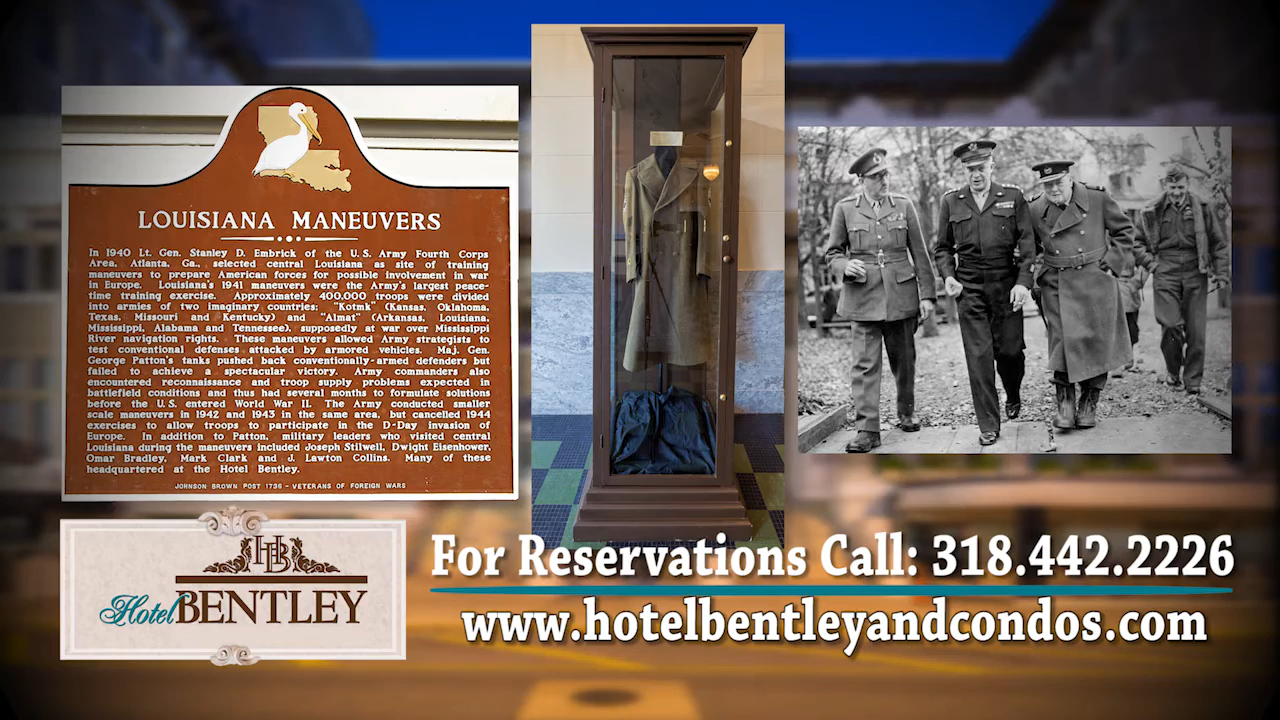 LOUISIANA MANEUVERS
In 1940 Lt. Gen. Stanley D. Embrick of the U.S. Army Fourth Corps
Area, Atlanta, Ga., selected central Louisiana as site of training
maneuvers to prepare American forces for possible involvement in war
in Europe. Louisiana's 1941 maneuvers were the Army's largest peace-
time training exercise. Approximately 400,000 troops were divided
into armies of two imaginary countries: "Kotmk" (Kansas, Oklahoma,
Texas, Missouri and Kentucky) and "Almat" (Arkansas, Louisiana,
Mississippi, Alabama and Tennessee), supposedly at war over Mississippi
River navigation rights. These maneuvers allowed Army strategists to
test conventional defenses attacked by armored vehicles. Maj. Gen.
George Patton's tanks pushed back conventionally-armed defenders but
failed to achieve a spectacular victory. Army commanders also
encountered reconnaissance and troop supply problems expected in
battlefield conditions and thus had several months to formulate solutions
before the U.S. entered World War II. The Army conducted smaller
scale maneuvers in 1942 and 1943 in the same area, but cancelled 1944
exercises to allow troops to participate in the D-Day invasion of
Europe. In addition to Patton, military leaders who visited central
Louisiana during the maneuvers included Joseph Stilwell, Dwight Eisenhower,
Omar Bradley, Mark Clark and J. Lawton Collins. Many of these
headquartered at the Hotel Bentley.
JOHNSON BROWN POST 1736 - VETERANS OF FOREIGN WARS
HB
Hotel BENTLEY
For Reservations Call: 318.442.2226
www.hotelbentleyandcondos.com